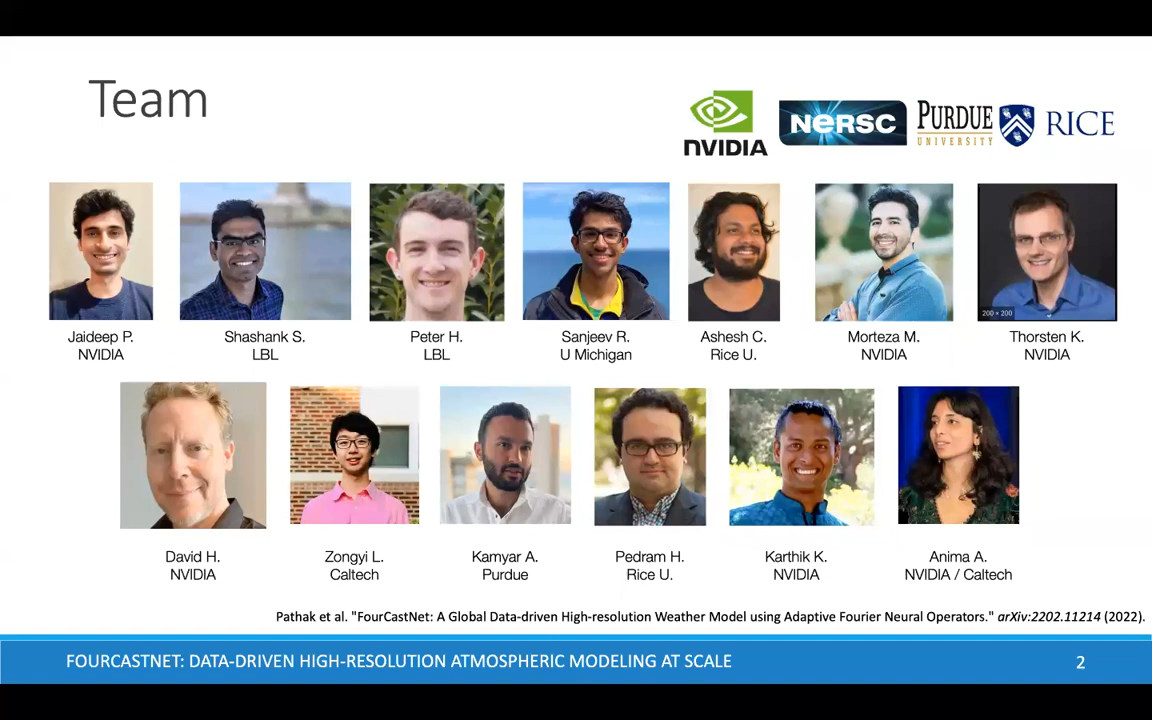 Team
NVIDIA
NERSC
PURDUE
UNIVERSITY
RICE
Jaideep P.
NVIDIA
Shashank S.
LBL
Peter H.
LBL
Sanjeev R.
U Michigan
Ashesh C.
Rice U.
Morteza M.
NVIDIA
200 × 200
Thorsten K.
NVIDIA
David H.
NVIDIA
Zongyi L.
Caltech
Kamyar A.
Purdue
Pedram H.
Rice U.
Karthik K.
NVIDIA
Anima A.
NVIDIA / Caltech
Pathak et al. "FourCastNet: A Global Data-driven High-resolution Weather Model using Adaptive Fourier Neural Operators." arXiv:2202.11214 (2022).
FOURCASTNET: DATA-DRIVEN HIGH-RESOLUTION ATMOSPHERIC MODELING AT SCALE
2